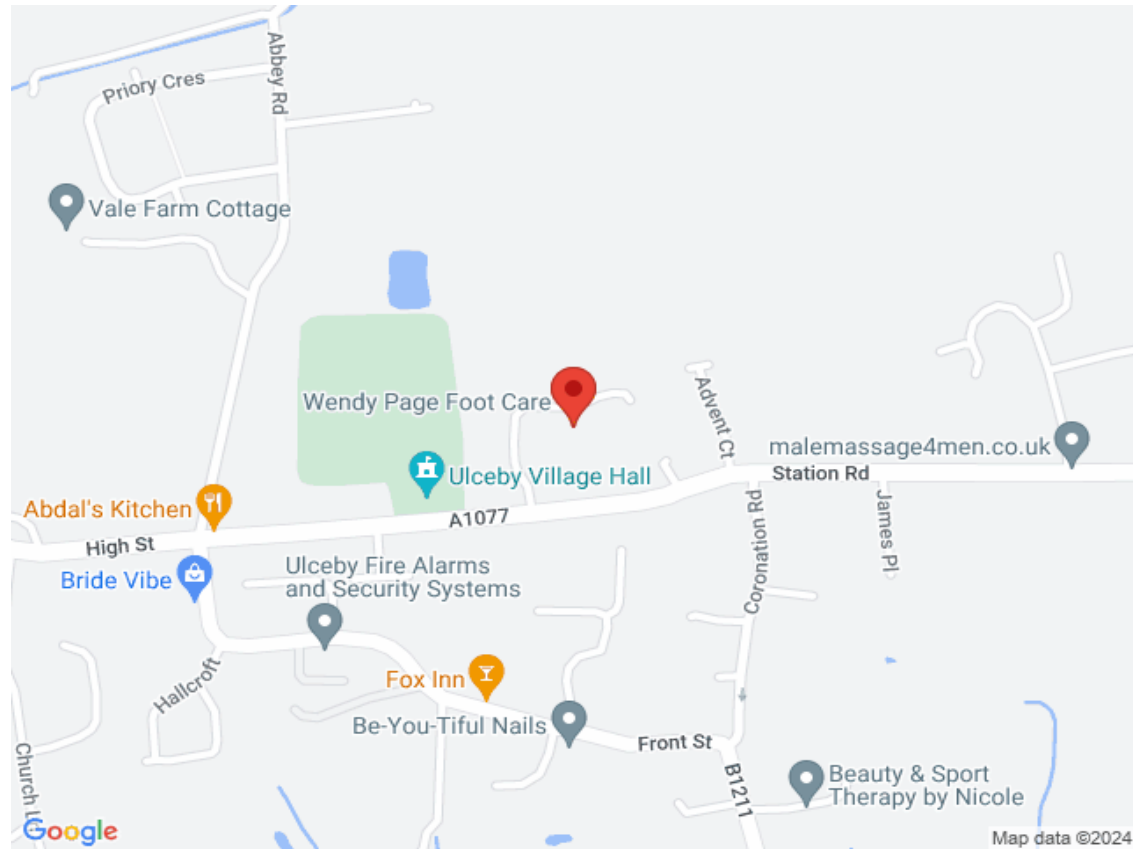 Abbey Rd
Priory Cres
Vale Farm Cottage
Wendy Page Foot Care
Advent Ct
malemassage4men.co.uk
Station Rd
Ulceby Village Hall
Abdal's Kitchen
A1077
High St
Coronation Rd
James Pl
Ulceby Fire Alarms
and Security Systems
Bride Vibe
Hallcroft
Fox Inn
Be-You-Tiful Nails
Front St
Church L
B1211
Beauty & Sport
Therapy by Nicole
Google
Map data ©2024